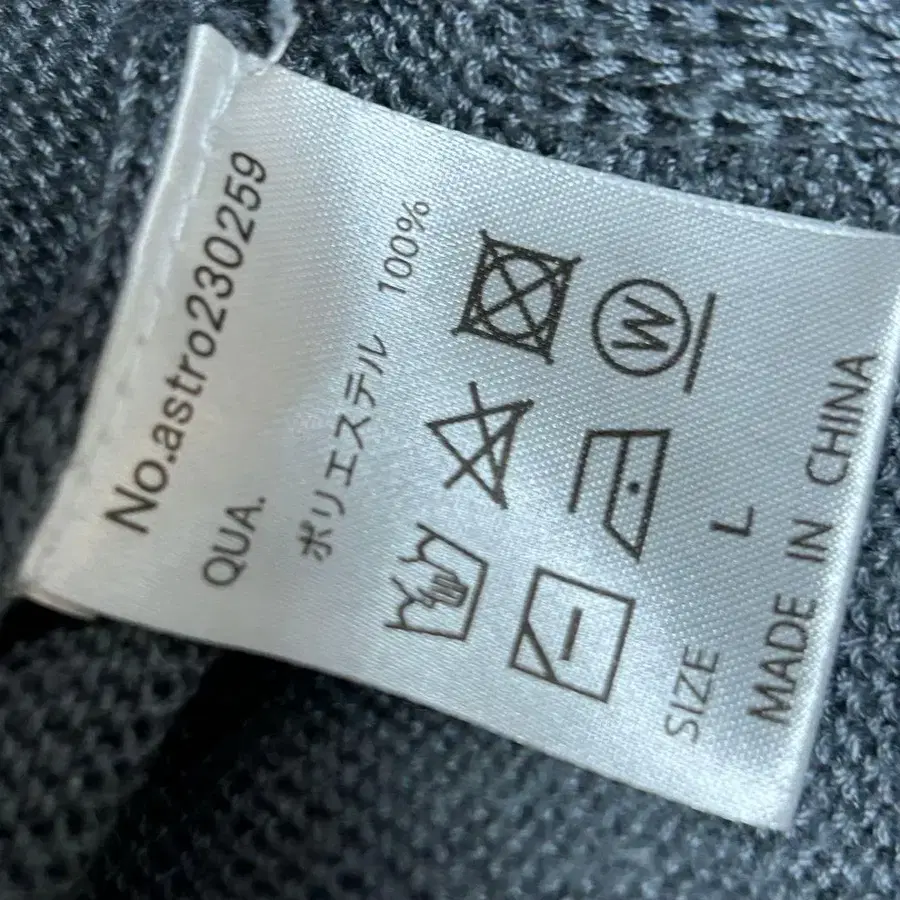 No.astro230259
QUA.
ポリエステル 100%
W
SIZE L
MADE IN CHINA